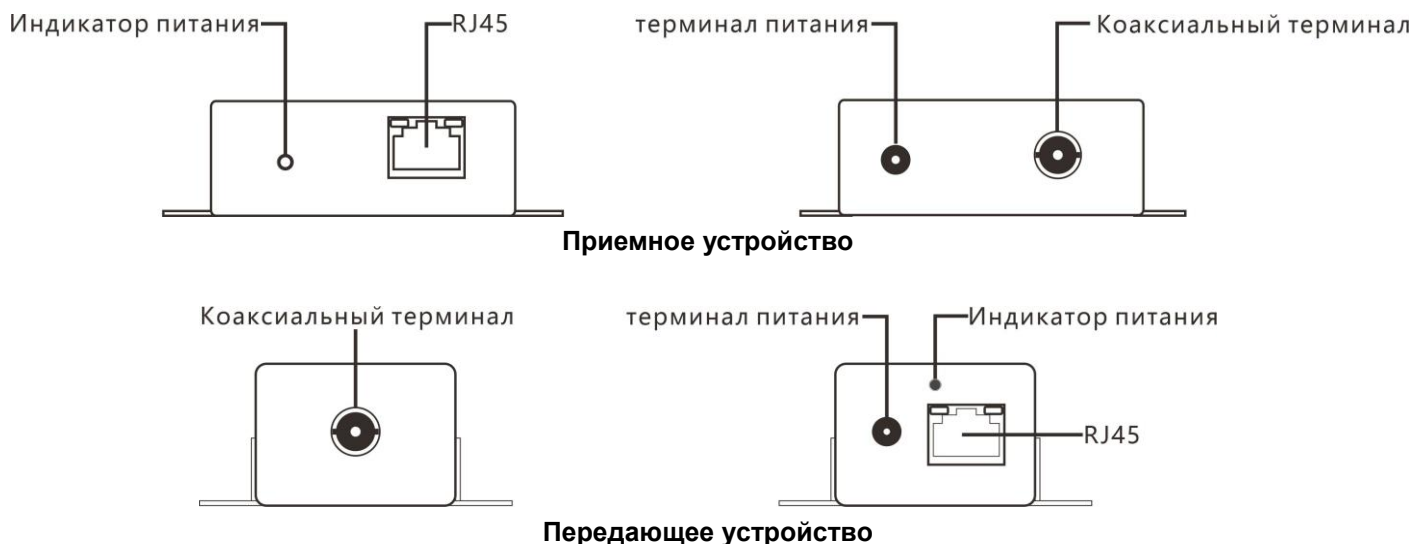 Индикатор питания RJ45 терминал питания Коаксиальный терминал
Приемное устройство
Коаксиальный терминал терминал питания Индикатор питания
RJ45
Передающее устройство